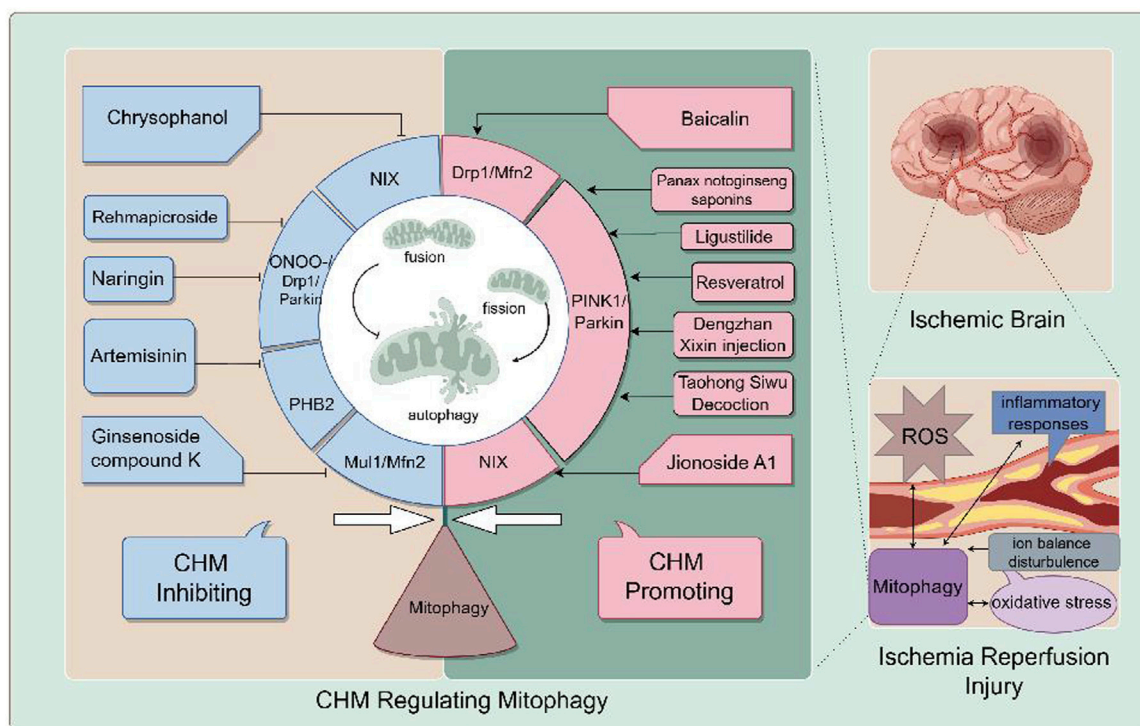 Chrysophanol
Rehmapicroside
Naringin
Artemisinin
Ginsenoside
compound K
NIX
ONOO-/
Drp1/
Parkin
PHB2
Mul1/Mfn2
Drp1/Mfn2
PINK1/
Parkin
NIX
fusion
fission
autophagy
Baicalin
Panax notoginseng
saponins
Ligustilide
Resveratrol
Dengzhan
Xixin injection
Taohong Siwu
Decoction
Jionoside A1
CHM
Inhibiting
Mitophagy
CHM
Promoting
CHM Regulating Mitophagy
Ischemic Brain
ROS
inflammatory
responses
ion balance
disturbulence
Mitophagy
oxidative stress
Ischemia Reperfusion
Injury